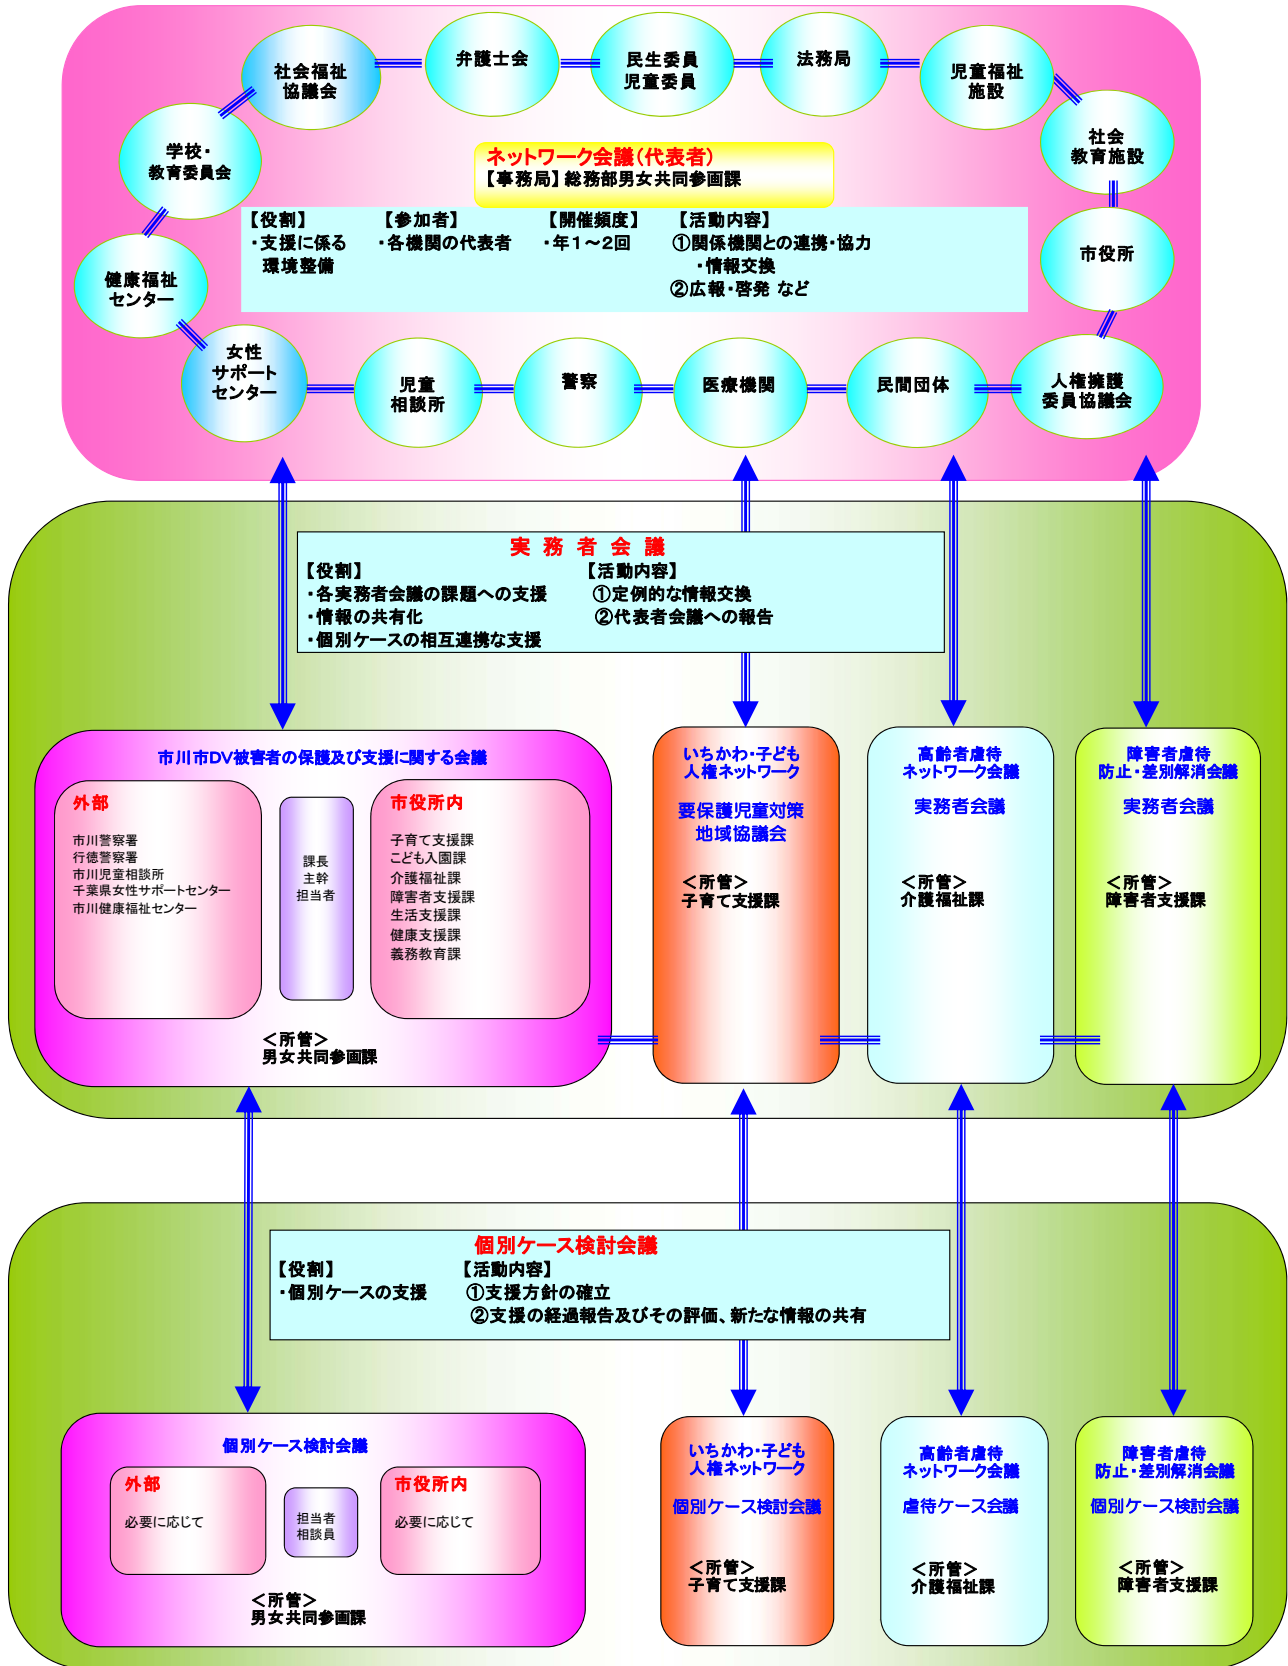 社会福祉
協議会
弁護士会
民生委員
児童委員
法務局
児童福祉
施設
社会
教育施設
市役所
人権擁護
委員協議会
民間団体
医療機関
警察
児童
相談所
女性
サポート
センター
健康福祉
センター
学校・
教育委員会
ネットワーク会議(代表者)
【事務局】総務部男女共同参画課
【役割】
・支援に係る
環境整備
【参加者】
・各機関の代表者
【開催頻度】
・年1～2回
【活動内容】
①関係機関との連携・協力
・情報交換
②広報・啓発 など
実 務 者 会 議
【役割】
・各実務者会議の課題への支援
・情報の共有化
・個別ケースの相互連携な支援
【活動内容】
①定例的な情報交換
②代表者会議への報告
市川市DV被害者の保護及び支援に関する会議
外部
市川警察署
行徳警察署
市川児童相談所
千葉県女性サポートセンター
市川健康福祉センター
課長
主幹
担当者
市役所内
子育て支援課
こども入園課
介護福祉課
障害者支援課
生活支援課
健康支援課
義務教育課
＜所管＞
男女共同参画課
いちかわ・子ども
人権ネットワーク
要保護児童対策
地域協議会
＜所管＞
子育て支援課
高齢者虐待
ネットワーク会議
実務者会議
＜所管＞
介護福祉課
障害者虐待
防止・差別解消会議
実務者会議
＜所管＞
障害者支援課
個別ケース検討会議
【役割】
・個別ケースの支援
【活動内容】
①支援方針の確立
②支援の経過報告及びその評価、新たな情報の共有
個別ケース検討会議
外部
必要に応じて
担当者
相談員
市役所内
必要に応じて
＜所管＞
男女共同参画課
いちかわ・子ども
人権ネットワーク
個別ケース検討会議
＜所管＞
子育て支援課
高齢者虐待
ネットワーク会議
虐待ケース会議
＜所管＞
介護福祉課
障害者虐待
防止・差別解消会議
個別ケース検討会議
＜所管＞
障害者支援課